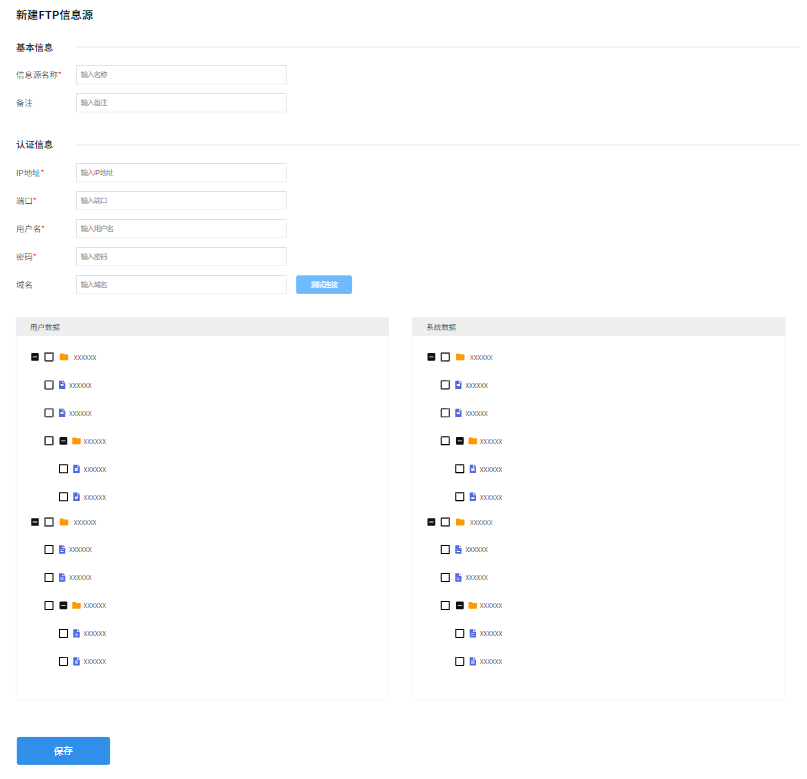 新建FTP信息源
基本信息
信息源名称* 输入名称
备注 输入备注
认证信息
IP地址* 输入IP地址
端口* 输入端口
用户名* 输入用户名
密码* 输入密码
域名 输入域名 测试连接
用户数据
xxxxxx
xxxxxx
xxxxxx
xxxxxx
xxxxxx
xxxxxx
xxxxxx
xxxxxx
xxxxxx
xxxxxx
xxxxxx
xxxxxx
系统数据
xxxxxx
xxxxxx
xxxxxx
xxxxxx
xxxxxx
xxxxxx
xxxxxx
xxxxxx
xxxxxx
xxxxxx
xxxxxx
xxxxxx
保存